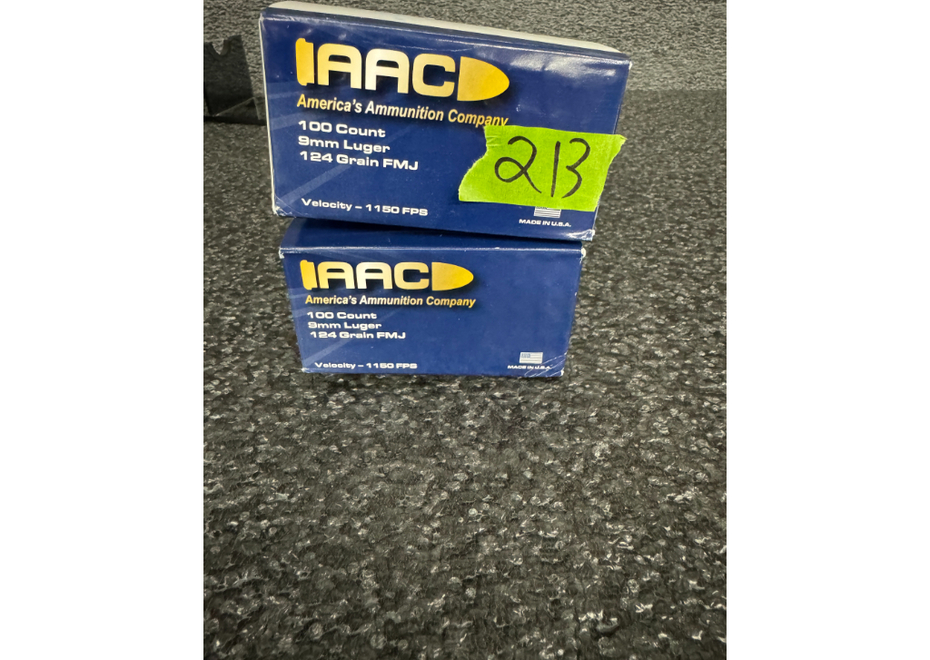 AAC
America's Ammunition Company
100 Count
9mm Luger
124 Grain FMJ
213
Velocity – 1150 FPS
MADE IN U.S.A.
AAC
America's Ammunition Company
100 Count
9mm Luger
124 Grain FMJ
Velocity – 1150 FPS
MADE IN U.S.A.